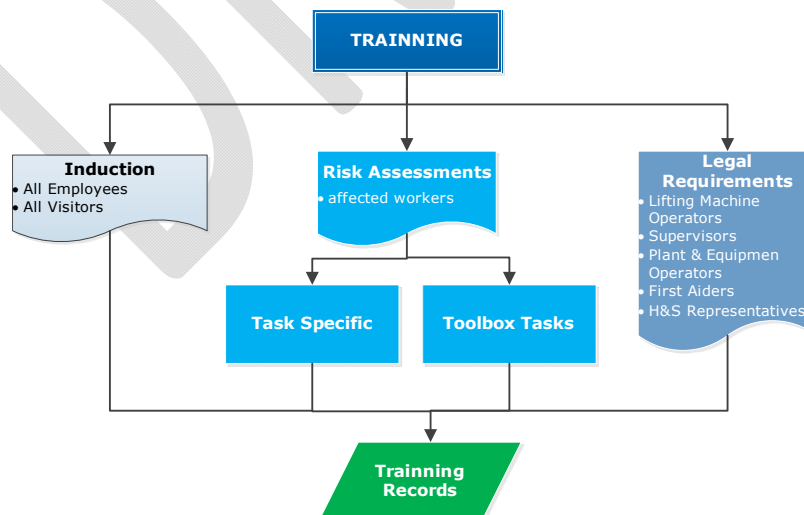 TRAINNING
Induction
• All Employees
• All Visitors
Risk Assessments
• affected workers
Legal
Requirements
• Lifting Machine
Operators
• Supervisors
• Plant & Equipmen
Operators
• First Aiders
• H&S Representatives
Task Specific
Toolbox Tasks
Trainning
Records